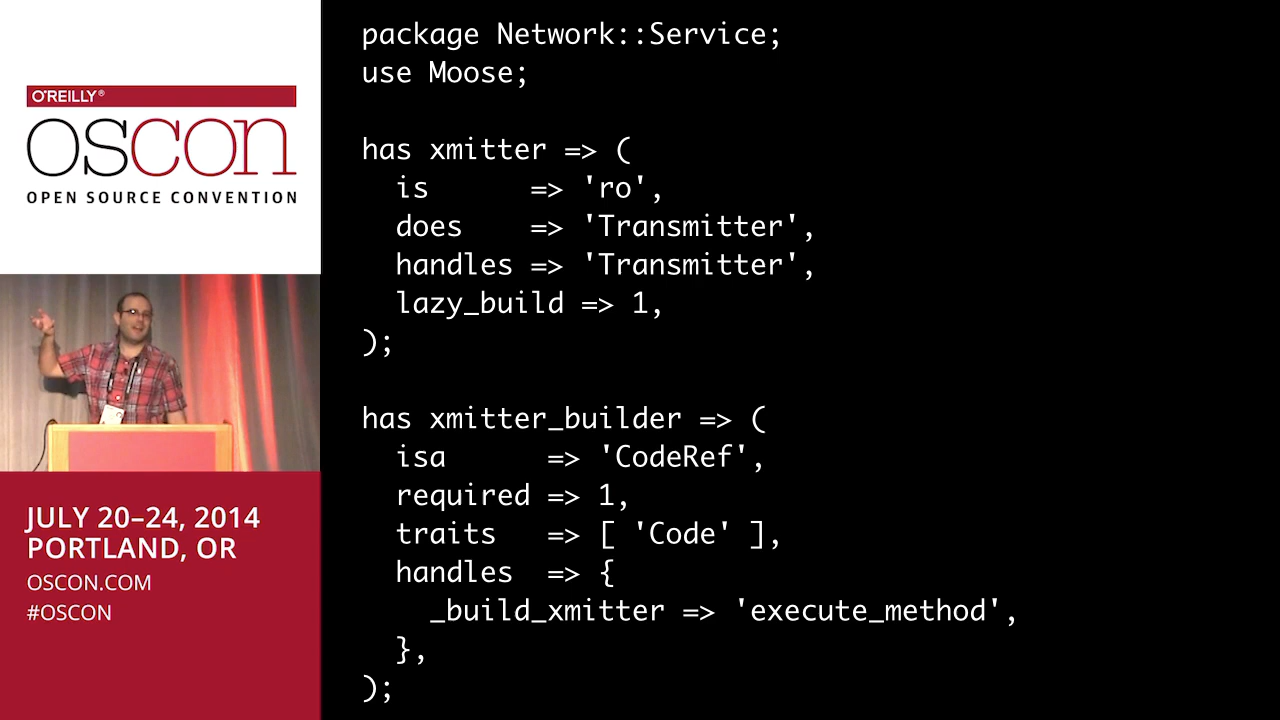 O'REILLY®
OSCON
OPEN SOURCE CONVENTION
JULY 20–24, 2014
PORTLAND, OR
OSCON.COM
#OSCON
package Network::Service;
use Moose;
has xmitter => (
  is      => 'ro',
  does    => 'Transmitter',
  handles => 'Transmitter',
  lazy_build => 1,
);
has xmitter_builder => (
  isa      => 'CodeRef',
  required => 1,
  traits   => [ 'Code' ],
  handles  => {
    _build_xmitter => 'execute_method',
  },
);